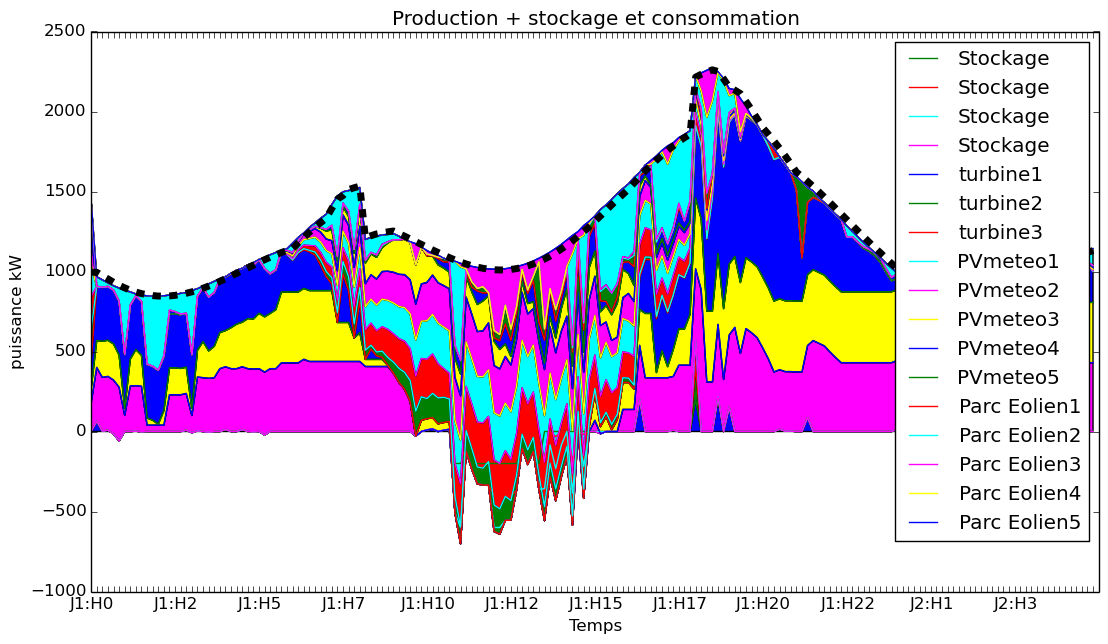 Production + stockage et consommation
puissance kW
2500
2000
1500
1000
500
0
−500
−1000
Stockage
Stockage
Stockage
Stockage
turbine1
turbine2
turbine3
PVmeteo1
PVmeteo2
PVmeteo3
PVmeteo4
PVmeteo5
Parc Eolien1
Parc Eolien2
Parc Eolien3
Parc Eolien4
Parc Eolien5
J1:H0 J1:H2 J1:H5 J1:H7 J1:H10 J1:H12 J1:H15 J1:H17 J1:H20 J1:H22 J2:H1 J2:H3
Temps